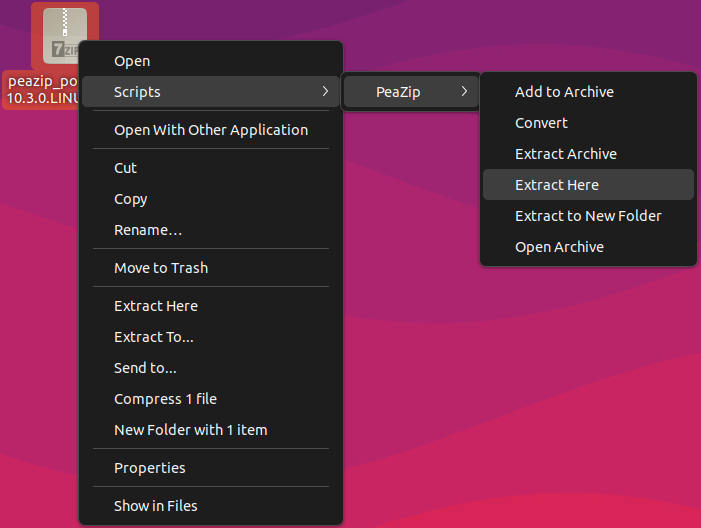 7ZIP
peazip_po
10.3.0.LINU
Open
Scripts
Open With Other Application
Cut
Copy
Rename…
Move to Trash
Extract Here
Extract To…
Send to…
Compress 1 file
New Folder with 1 item
Properties
Show in Files
PeaZip
Add to Archive
Convert
Extract Archive
Extract Here
Extract to New Folder
Open Archive